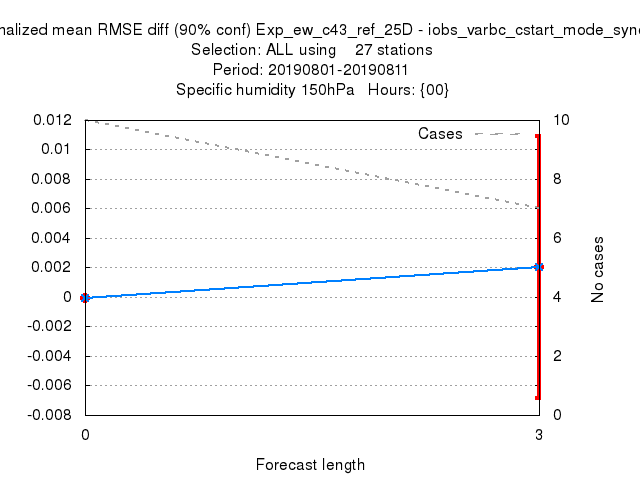 nalized mean RMSE diff (90% conf) Exp_ew_c43_ref_25D - iobs_varbc_cstart_mode_syn
Selection: ALL using 27 stations
Period: 20190801-20190811
Specific humidity 150hPa Hours: {00}
Cases
0.012
0.01
0.008
0.006
0.004
0.002
0
-0.002
-0.004
-0.006
-0.008
10
8
6
4
2
0
No cases
0
3
Forecast length